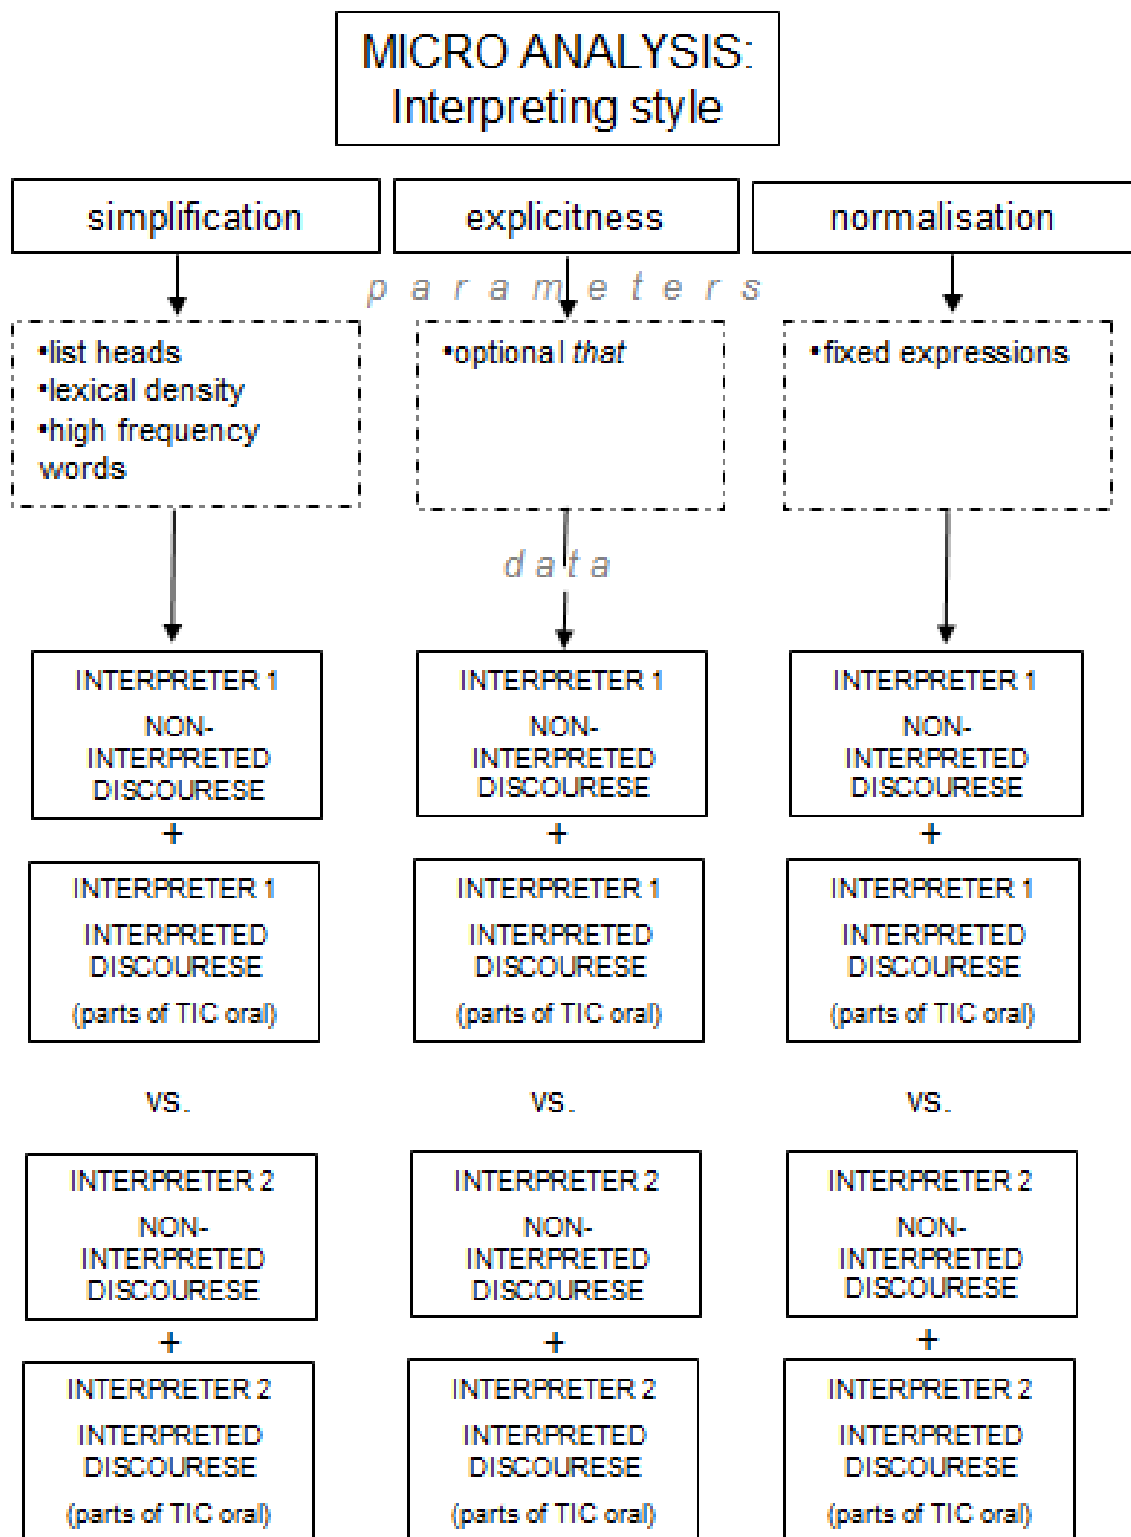 MICRO ANALYSIS:
Interpreting style
simplification
explicitness
normalisation
parameters
•list heads
•lexical density
•high frequency
words
•optional that
•fixed expressions
data
INTERPRETER 1
NON-
INTERPRETED
DISCOURESE
+
INTERPRETER 1
INTERPRETED
DISCOURESE
(parts of TIC oral)
vs.
INTERPRETER 2
NON-
INTERPRETED
DISCOURESE
+
INTERPRETER 2
INTERPRETED
DISCOURESE
(parts of TIC oral)
INTERPRETER 1
NON-
INTERPRETED
DISCOURESE
+
INTERPRETER 1
INTERPRETED
DISCOURESE
(parts of TIC oral)
vs.
INTERPRETER 2
NON-
INTERPRETED
DISCOURESE
+
INTERPRETER 2
INTERPRETED
DISCOURESE
(parts of TIC oral)
INTERPRETER 1
NON-
INTERPRETED
DISCOURESE
+
INTERPRETER 1
INTERPRETED
DISCOURESE
(parts of TIC oral)
vs.
INTERPRETER 2
NON-
INTERPRETED
DISCOURESE
+
INTERPRETER 2
INTERPRETED
DISCOURESE
(parts of TIC oral)